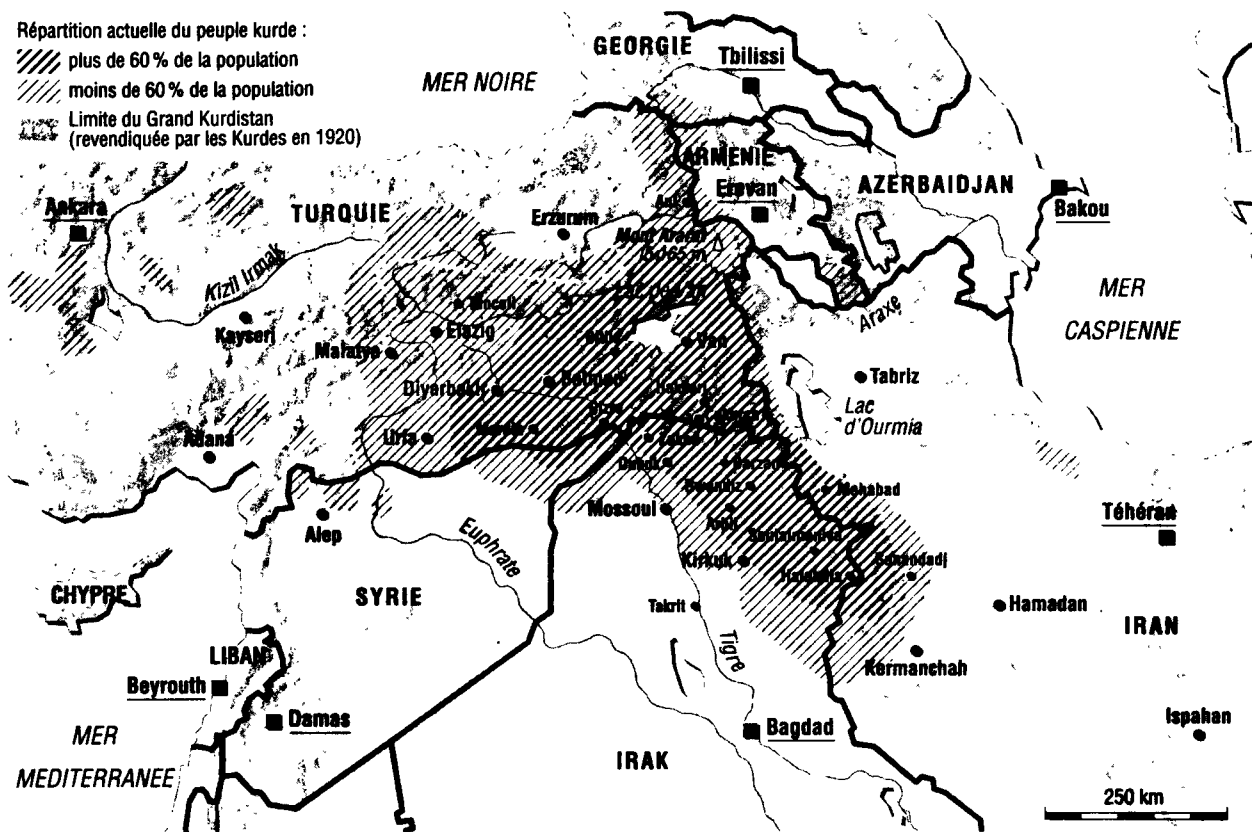 Répartition actuelle du peuple kurde :
plus de 60 % de la population
moins de 60 % de la population
Limite du Grand Kurdistan
(revendiquée par les Kurdes en 1920)
GEORGIE
Tbilissi
MER NOIRE
ARMENIE
AZERBAIDJAN
Erevan
Bakou
Ankara
TURQUIE
Erzurum
Mont Ararat
Kizil Irmak
MER
CASPIENNE
Araxe
Kayseri
Elazig
Malatya
Van
Tabriz
Diyerbakir
Lac
d'Ourmia
Adana
Urfa
Mehabad
Mossoul
Alep
Téhéran
Euphrate
Kirkuk
CHYPRE
SYRIE
Takrit
Hamadan
IRAN
Tigre
LIBAN
Kermanchah
Beyrouth
Damas
Bagdad
Ispahan
MER
MEDITERRANEE
IRAK
250 km